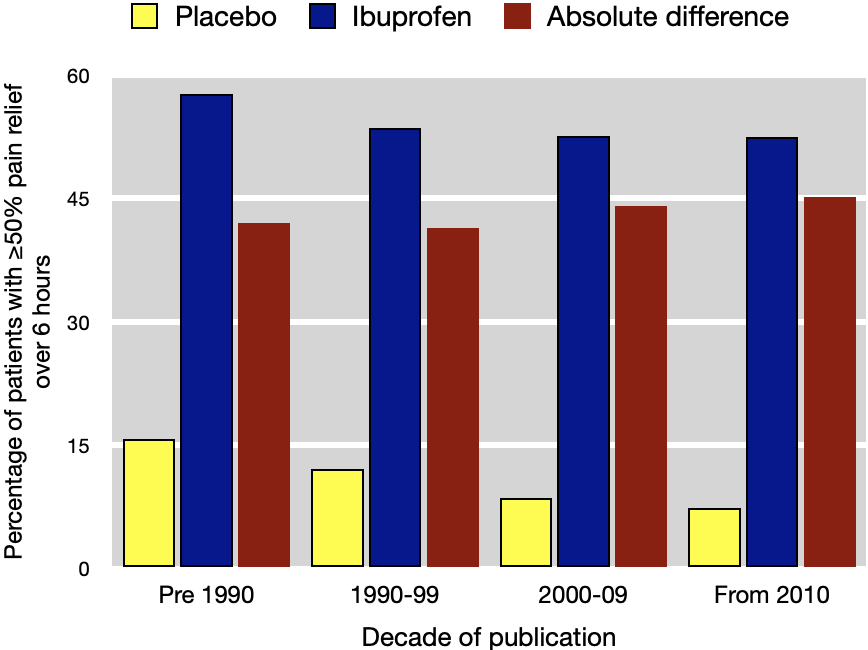 Placebo
Ibuprofen
Absolute difference
Percentage of patients with ≥50% pain relief
over 6 hours
60
45
30
15
0
Pre 1990
1990-99
2000-09
From 2010
Decade of publication